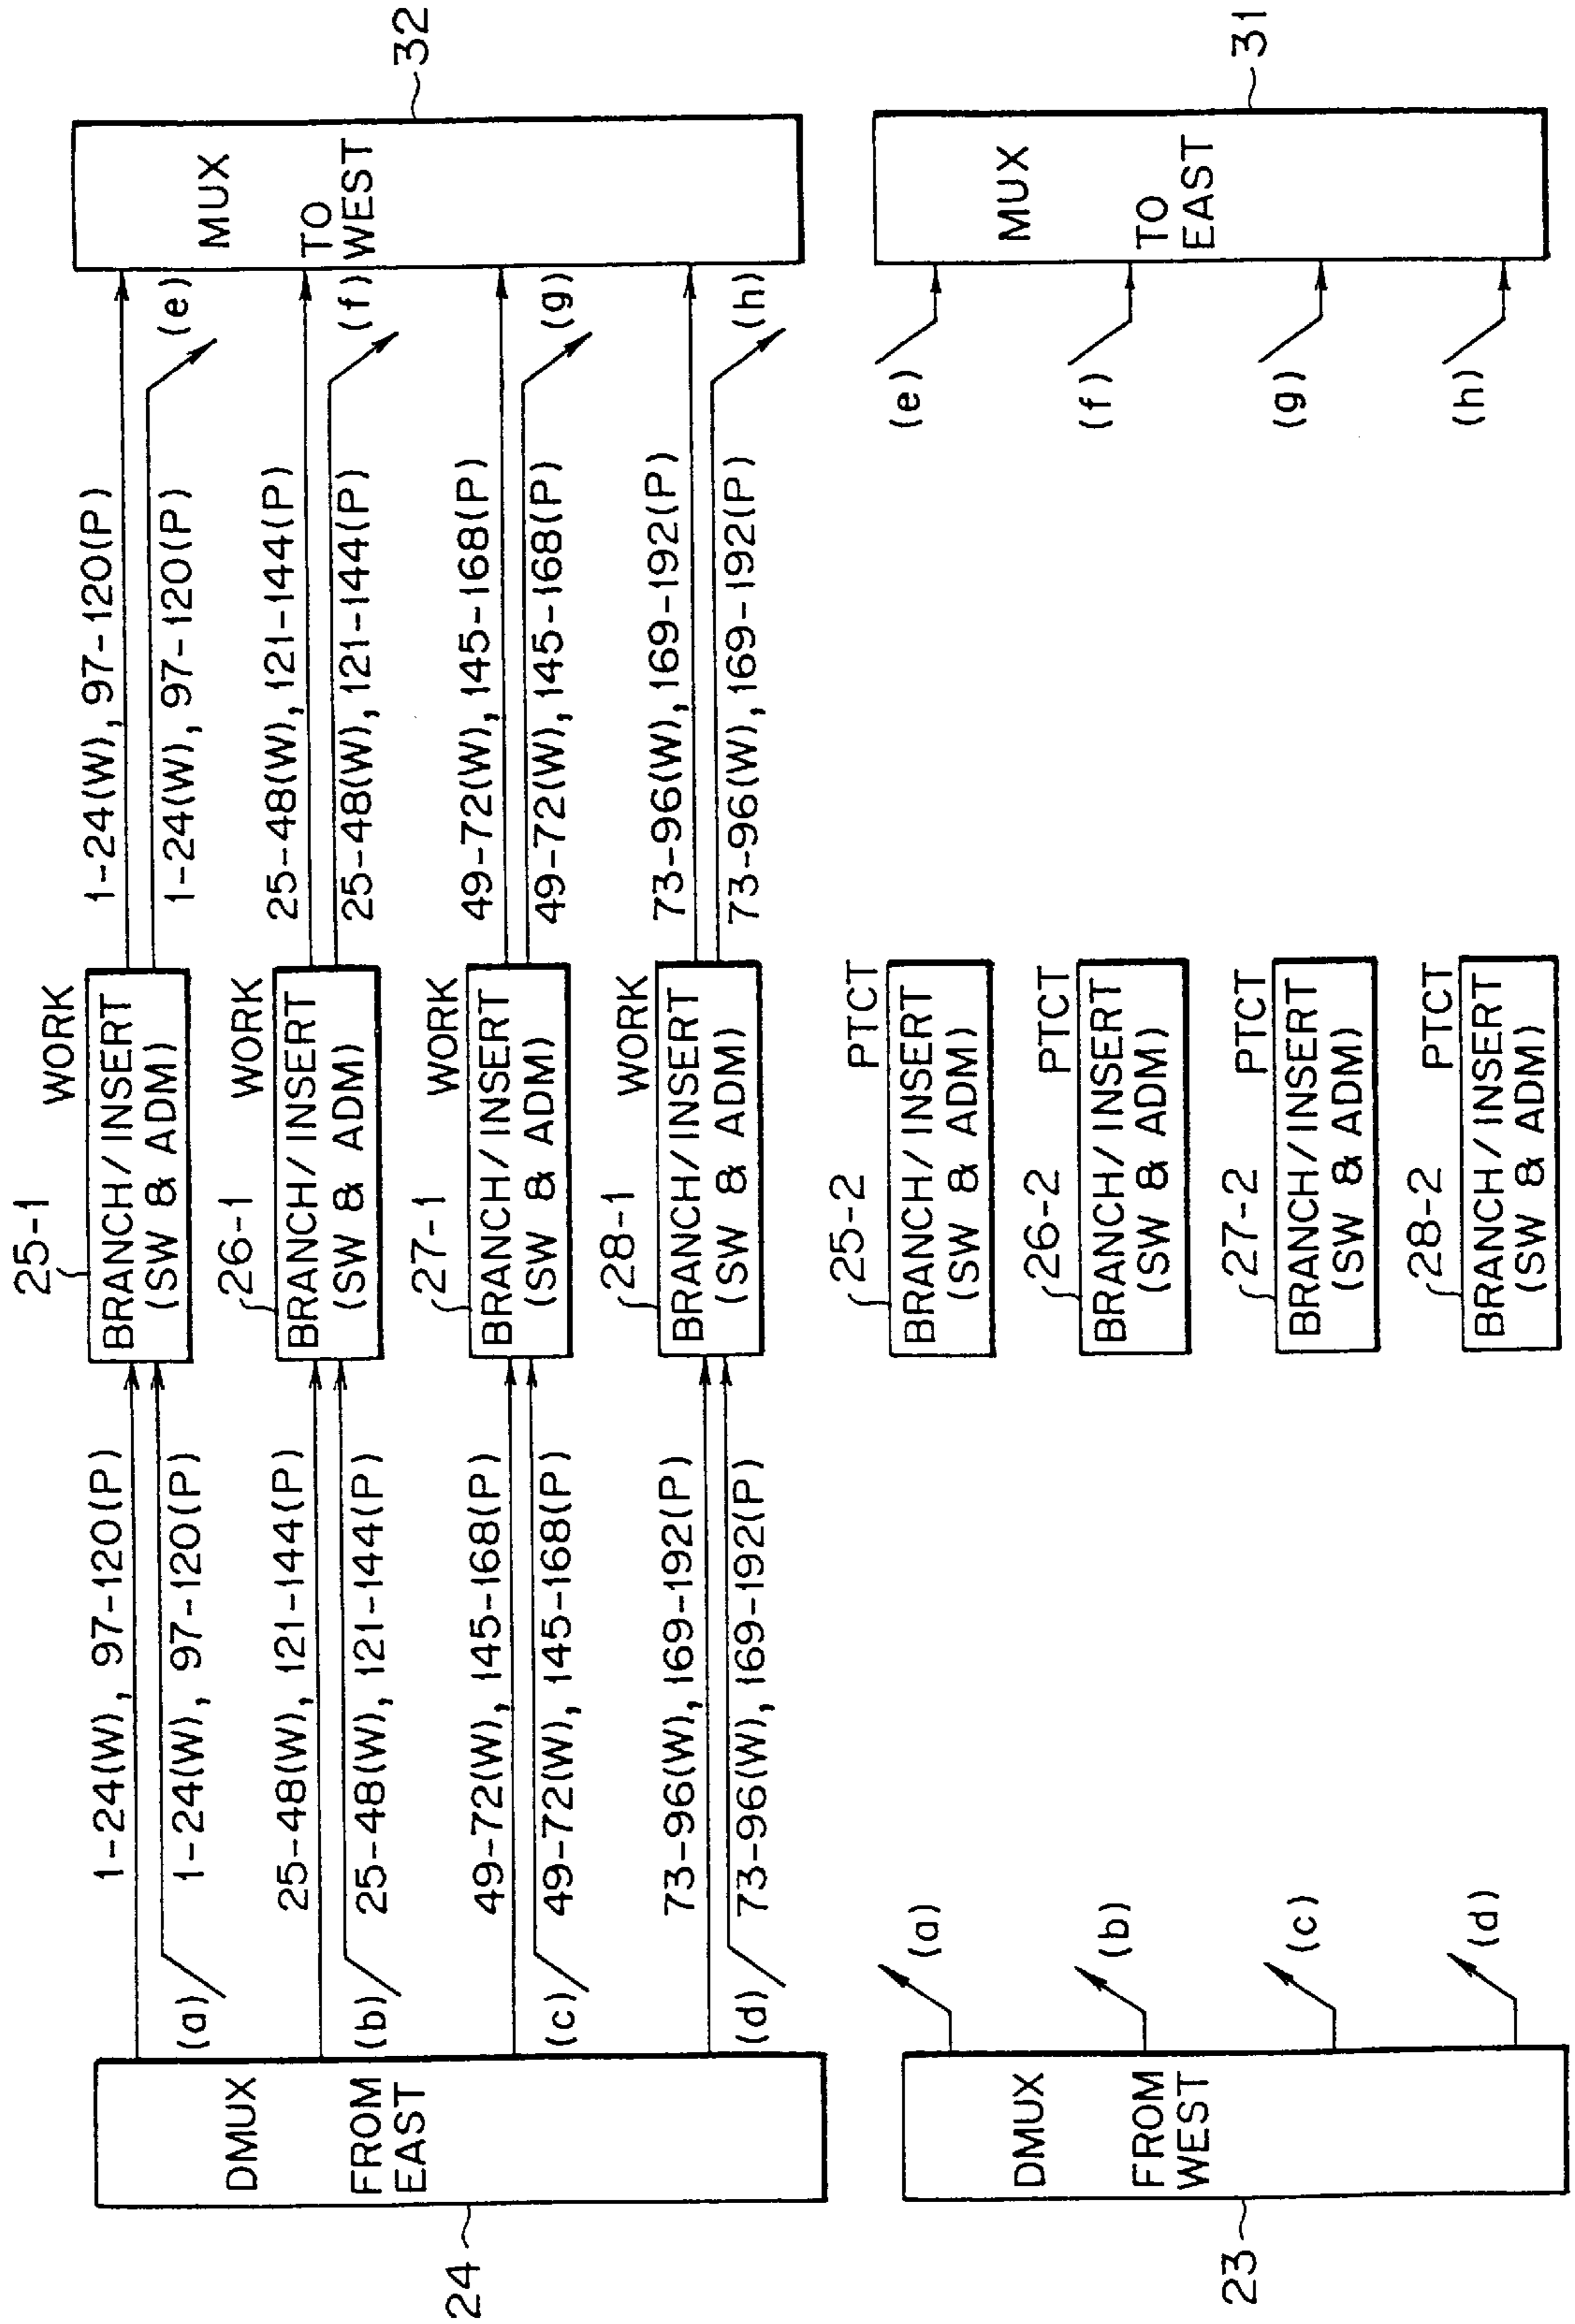 25-1
WORK
BRANCH/INSERT
(SW & ADM)
1-24(W), 97-120(P)
1-24(W), 97-120(P)
(a)
1-24(W), 97-120(P)
1-24(W), 97-120(P)
(e)
26-1
WORK
BRANCH/INSERT
(SW & ADM)
25-48(W), 121-144(P)
25-48(W), 121-144(P)
(b)
25-48(W), 121-144(P)
25-48(W), 121-144(P)
(f)
27-1
WORK
BRANCH/INSERT
(SW & ADM)
49-72(W), 145-168(P)
49-72(W), 145-168(P)
(c)
49-72(W), 145-168(P)
49-72(W), 145-168(P)
(g)
28-1
WORK
BRANCH/INSERT
(SW & ADM)
73-96(W), 169-192(P)
73-96(W), 169-192(P)
(d)
73-96(W), 169-192(P)
73-96(W), 169-192(P)
(h)
DMUX
FROM
EAST
24
MUX
TO
WEST
32
25-2
PTCT
BRANCH/INSERT
(SW & ADM)
26-2
PTCT
BRANCH/INSERT
(SW & ADM)
27-2
PTCT
BRANCH/INSERT
(SW & ADM)
28-2
PTCT
BRANCH/INSERT
(SW & ADM)
DMUX
FROM
WEST
23
(a)
(b)
(c)
(d)
(e)
(f)
(g)
(h)
MUX
TO
EAST
31